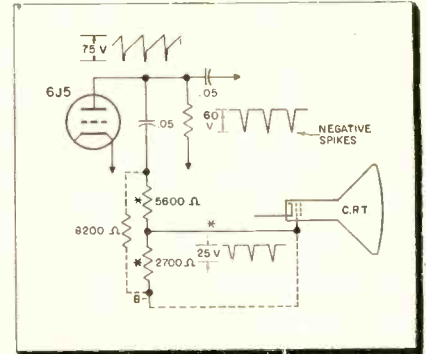 75 V
6J5
.05
.05
60
V
NEGATIVE
SPIKES
* 5600 Ω
8200 Ω
*
C.R.T
25 V
* 2700 Ω
B-